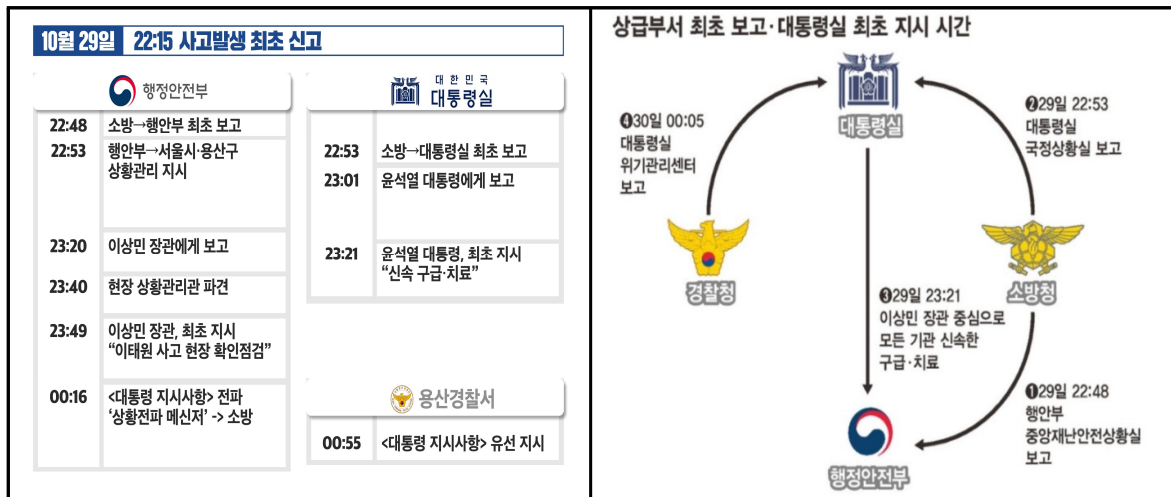 10월 29일 22:15 사고발생 최초 신고
행정안전부
22:48 소방→행안부 최초 보고
22:53 행안부→서울시·용산구
상황관리 지시
23:20 이상민 장관에게 보고
23:40 현장 상황관리관 파견
23:49 이상민 장관, 최초 지시
“이태원 사고 현장 확인점검”
00:16 <대통령 지시사항> 전파
‘상황전파 메신저’ -> 소방
대한민국
대통령실
22:53 소방→대통령실 최초 보고
23:01 윤석열 대통령에게 보고
23:21 윤석열 대통령, 최초 지시
“신속 구급·치료”
용산경찰서
00:55 <대통령 지시사항> 유선 지시
상급부서 최초 보고·대통령실 최초 지시 시간
대통령실
❹30일 00:05
대통령실
위기관리센터
보고
❷29일 22:53
대통령실
국정상황실 보고
경찰청
소방청
❸29일 23:21
이상민 장관 중심으로
모든 기관 신속한
구급·치료
❶29일 22:48
행안부
중앙재난안전상황실
보고
행정안전부